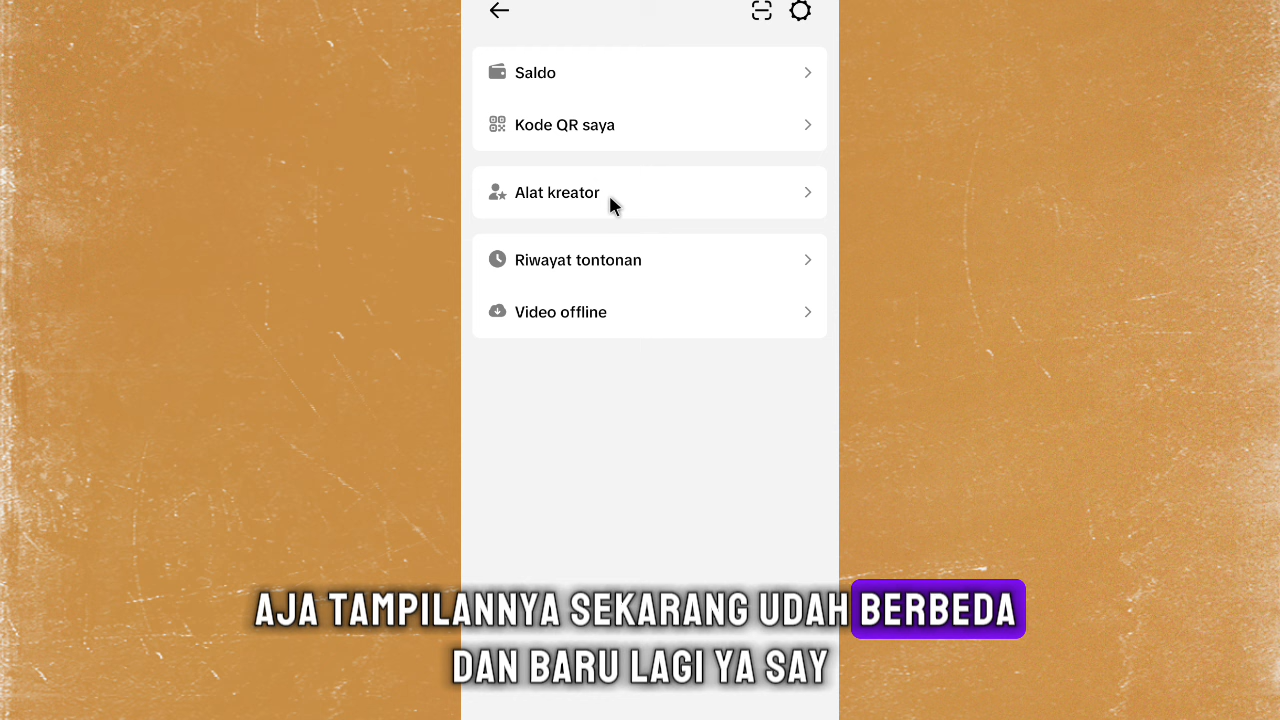 Saldo
Kode QR saya
Alat kreator
Riwayat tontonan
Video offline
AJA TAMPILANNYA SEKARANG UDAH BERBEDA
DAN BARU LAGI YA SAY